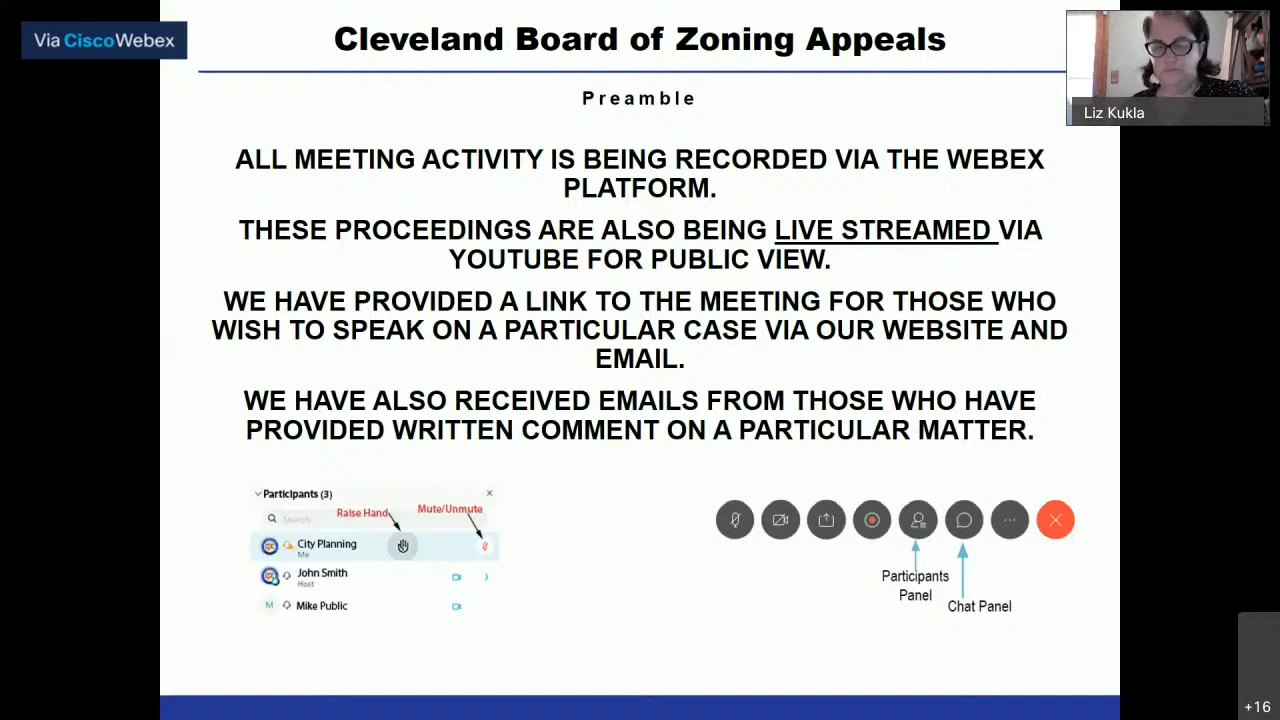 Via CiscoWebex
Cleveland Board of Zoning Appeals
Preamble
Liz Kukla
ALL MEETING ACTIVITY IS BEING RECORDED VIA THE WEBEX
PLATFORM.
THESE PROCEEDINGS ARE ALSO BEING LIVE STREAMED VIA
YOUTUBE FOR PUBLIC VIEW.
WE HAVE PROVIDED A LINK TO THE MEETING FOR THOSE WHO
WISH TO SPEAK ON A PARTICULAR CASE VIA OUR WEBSITE AND
EMAIL.
WE HAVE ALSO RECEIVED EMAILS FROM THOSE WHO HAVE
PROVIDED WRITTEN COMMENT ON A PARTICULAR MATTER.
Participants (3)
Raise Hand
Mute/Unmute
Search
City Planning
Me
John Smith
Host
M Mike Public
Participants
Panel
Chat Panel
+16